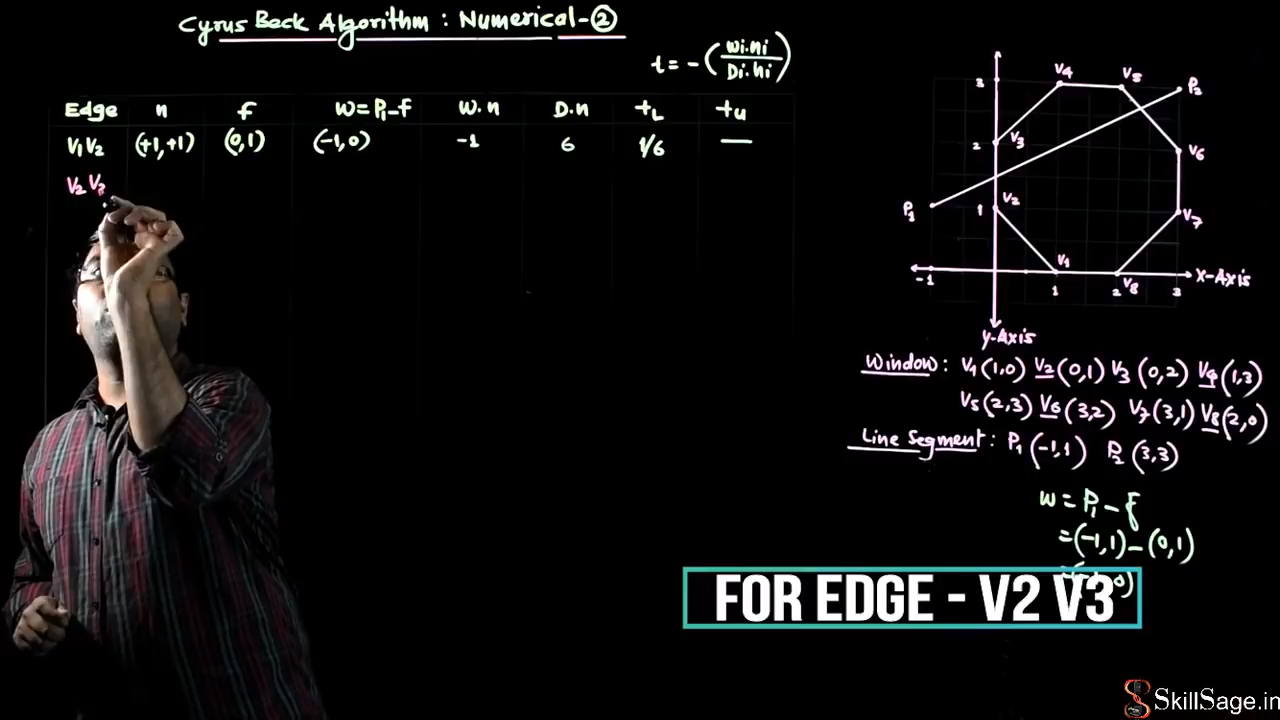 Cyrus Beck Algorithm : Numerical-②
t = - (Wi.ni / Di.ni)
Edge n f W=P1-f W.n D.n tL tu
V1V2 (+1,+1) (0,1) (-1,0) -1 6 1/6 —
V2 V3
3 V4 V5 P2
2 V3 V6
P1 1 V2 V7
-1 V1 1 2 V8 3 X-Axis
y-Axis
Window : V1(1,0) V2(0,1) V3(0,2) V4(1,3)
V5(2,3) V6(3,2) V7(3,1) V8(2,0)
Line Segment : P1(-1,1) P2(3,3)
W = P1 - f
=(-1,1)-(0,1)
FOR EDGE - V2 V3
SkillSage.in